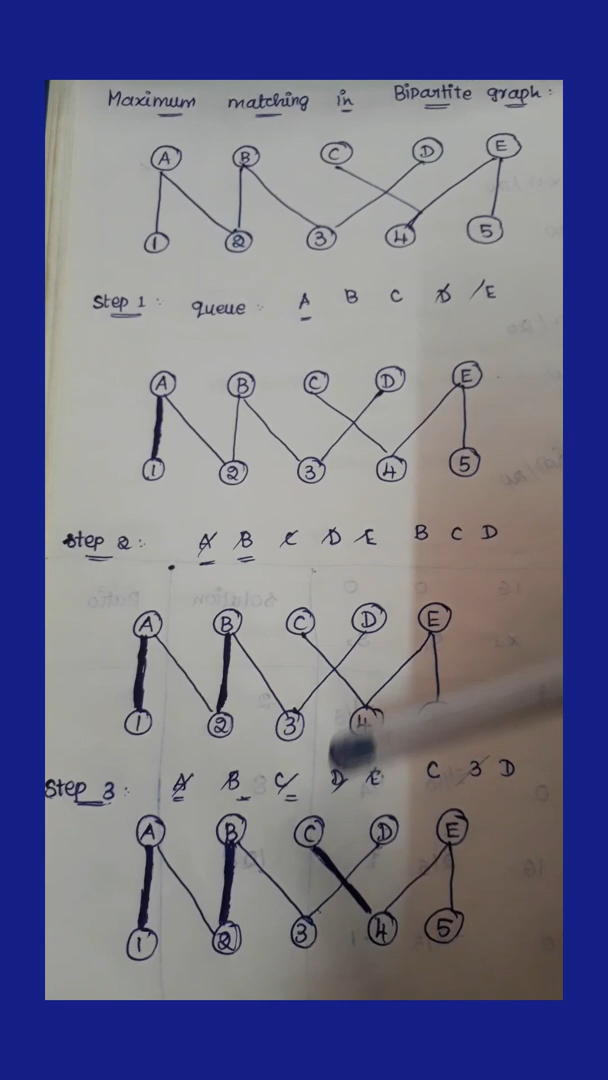 Maximum matching in Bipartite graph:
A B C D E
1 2 3 4 5
Step 1: queue: A B C D /E
A B C D E
1 2 3 4 5
Step 2: A B C D E B C D
A B C D E
1 2 3 4
Step 3: A B C D E C 3 D
A B C D E
1 2 3 4 5